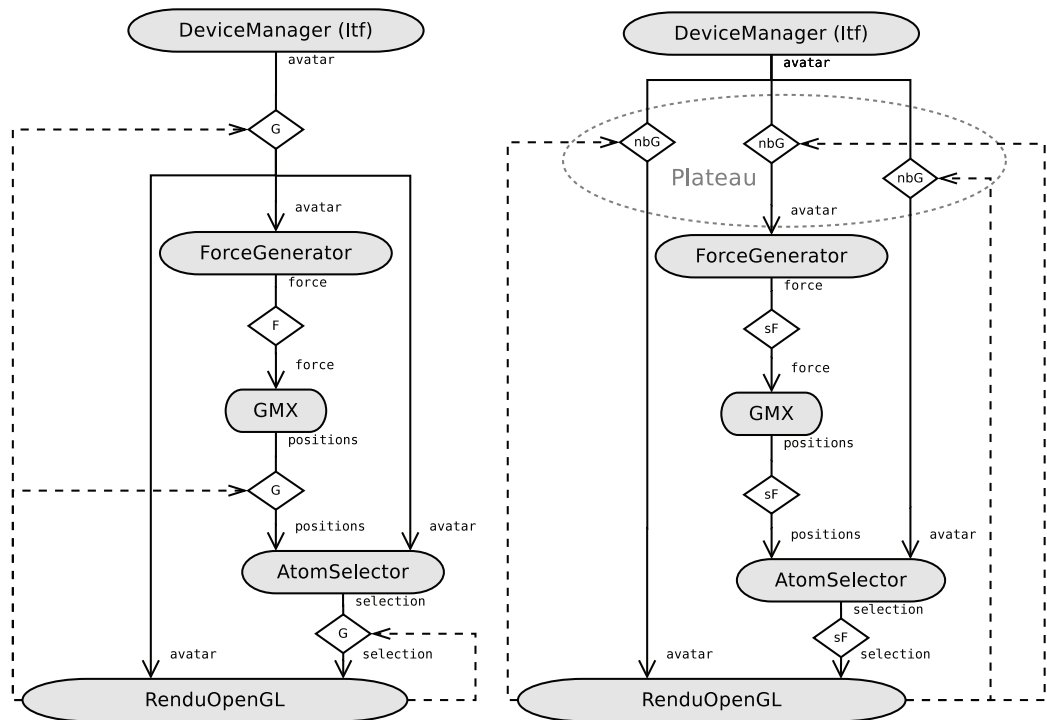 DeviceManager (Itf)
avatar
G
avatar
ForceGenerator
force
F
force
GMX
positions
G
positions
avatar
AtomSelector
selection
G
avatar
selection
RenduOpenGL
DeviceManager (Itf)
avatar
nbG
nbG
nbG
Plateau
avatar
ForceGenerator
force
sF
force
GMX
positions
sF
positions
avatar
AtomSelector
selection
sF
avatar
selection
RenduOpenGL